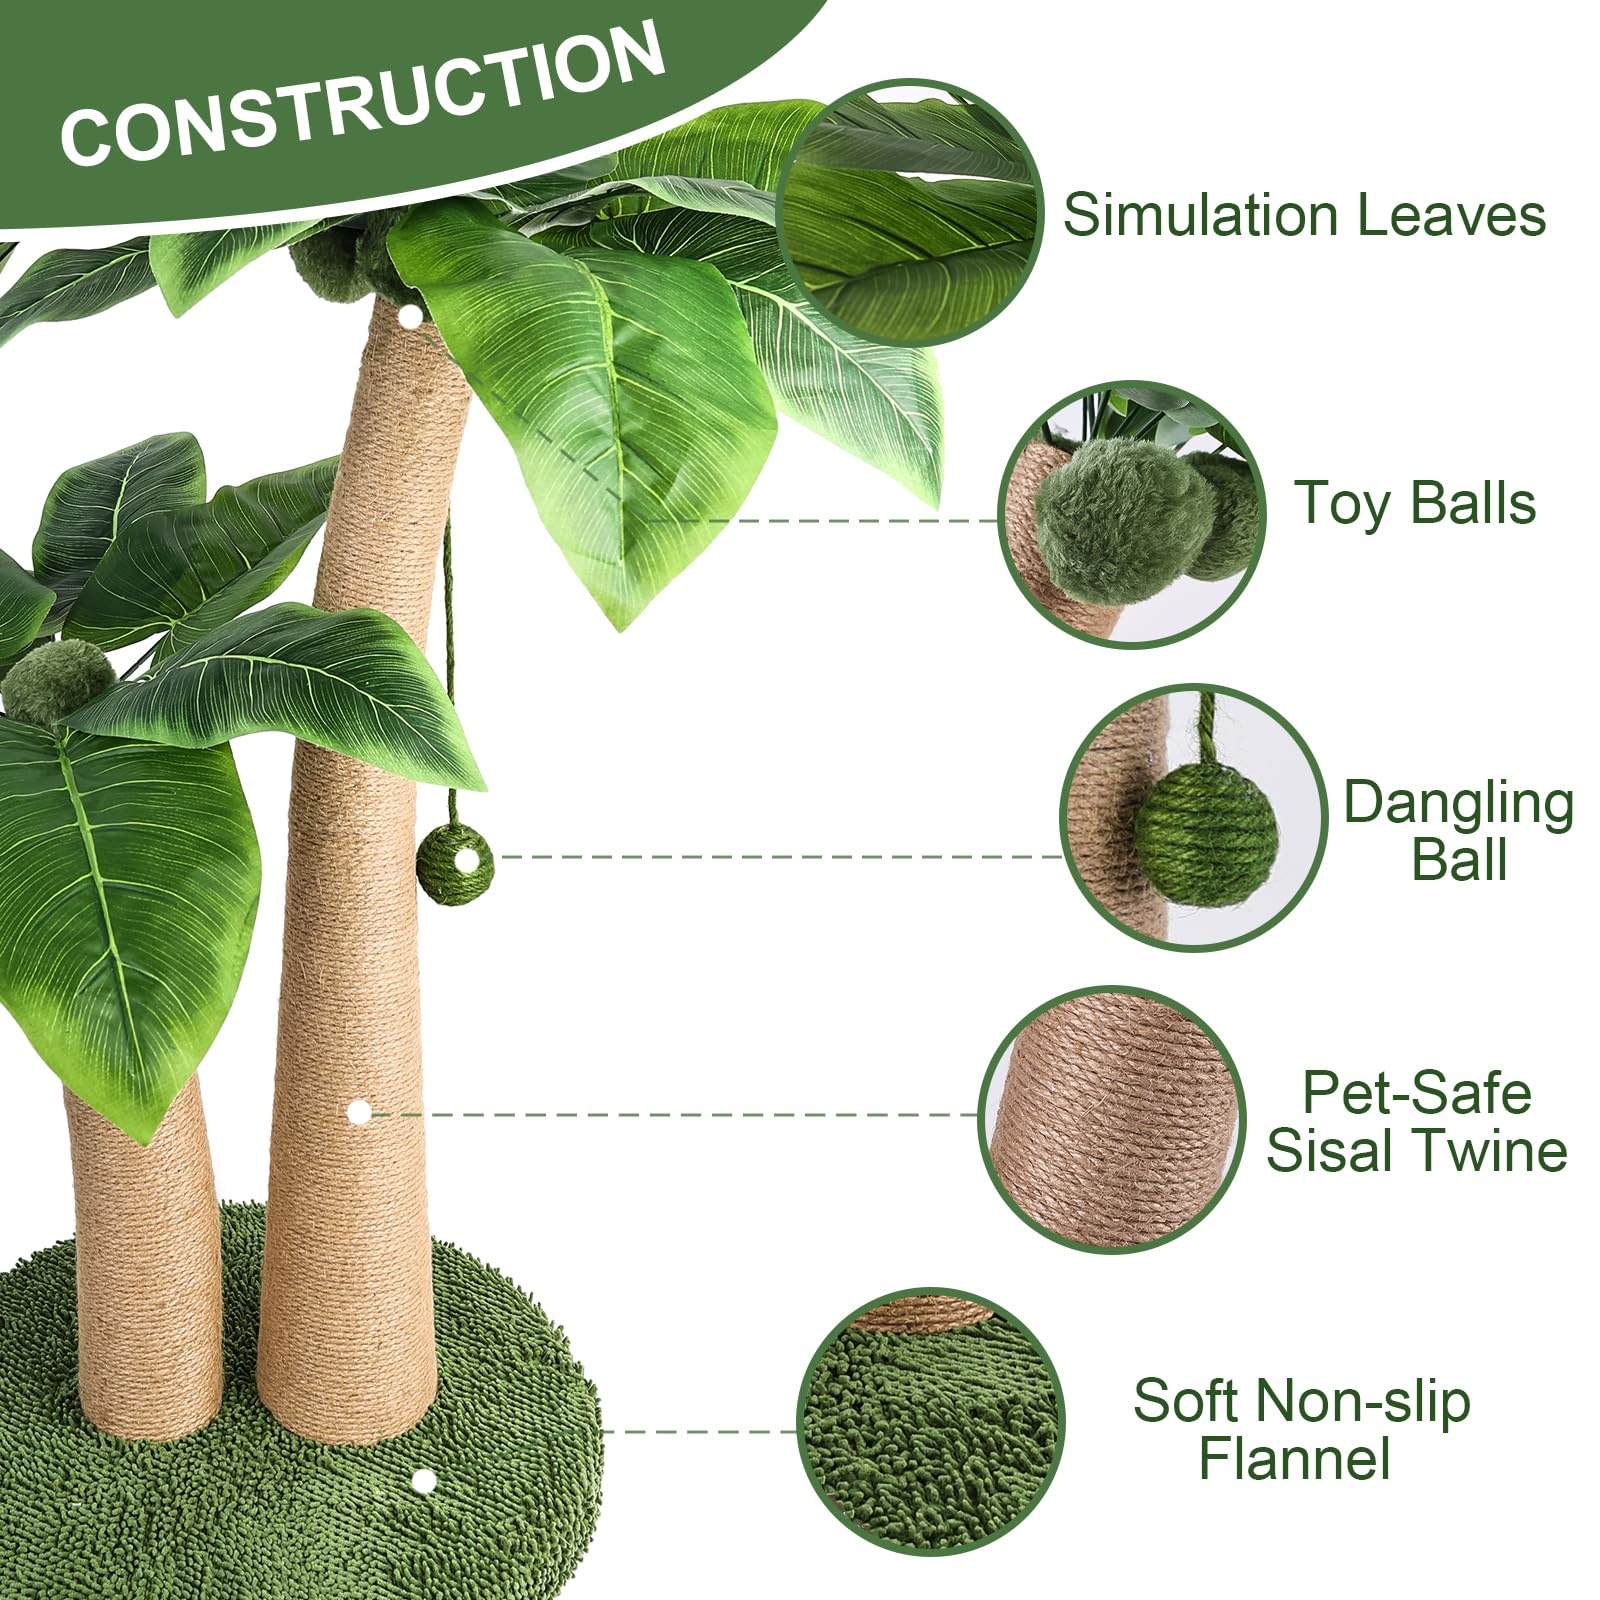 CONSTRUCTION
Simulation Leaves
Toy Balls
Dangling
Ball
Pet-Safe
Sisal Twine
Soft Non-slip
Flannel